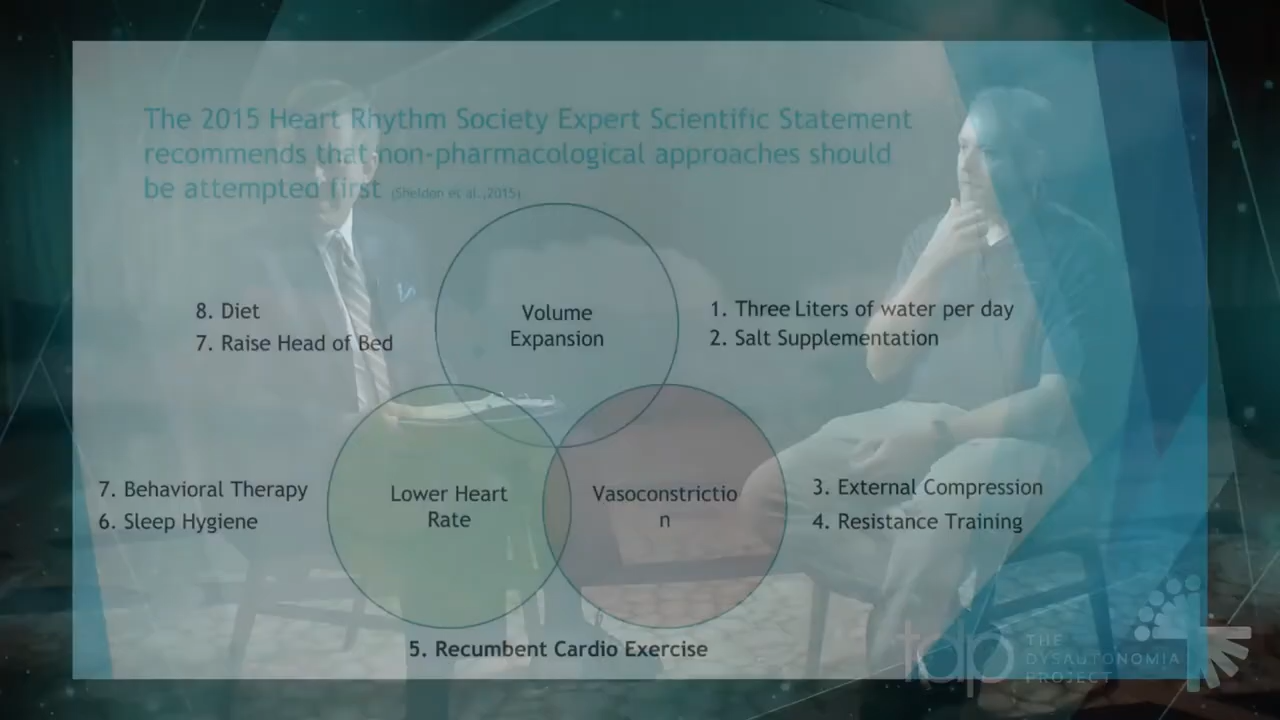 The 2015 Heart Rhythm Society Expert Scientific Statement
recommends that non-pharmacological approaches should
be attempted first (Sheldon et al.,2015)
8. Diet
7. Raise Head of Bed
Volume
Expansion
1. Three Liters of water per day
2. Salt Supplementation
7. Behavioral Therapy
6. Sleep Hygiene
Lower Heart
Rate
Vasoconstrictio
n
3. External Compression
4. Resistance Training
5. Recumbent Cardio Exercise
tdp
THE
DYSAUTONOMIA
PROJECT